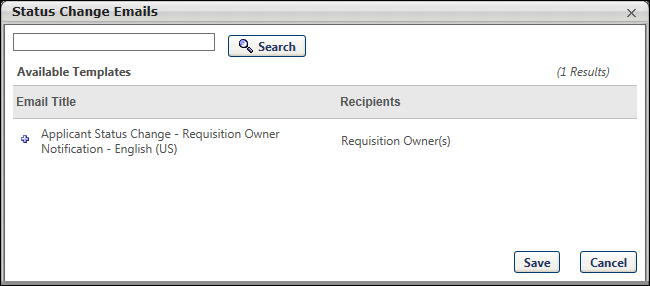 Status Change Emails
Search
Available Templates (1 Results)
Email Title Recipients
Applicant Status Change - Requisition Owner
Notification - English (US) Requisition Owner(s)
Save Cancel